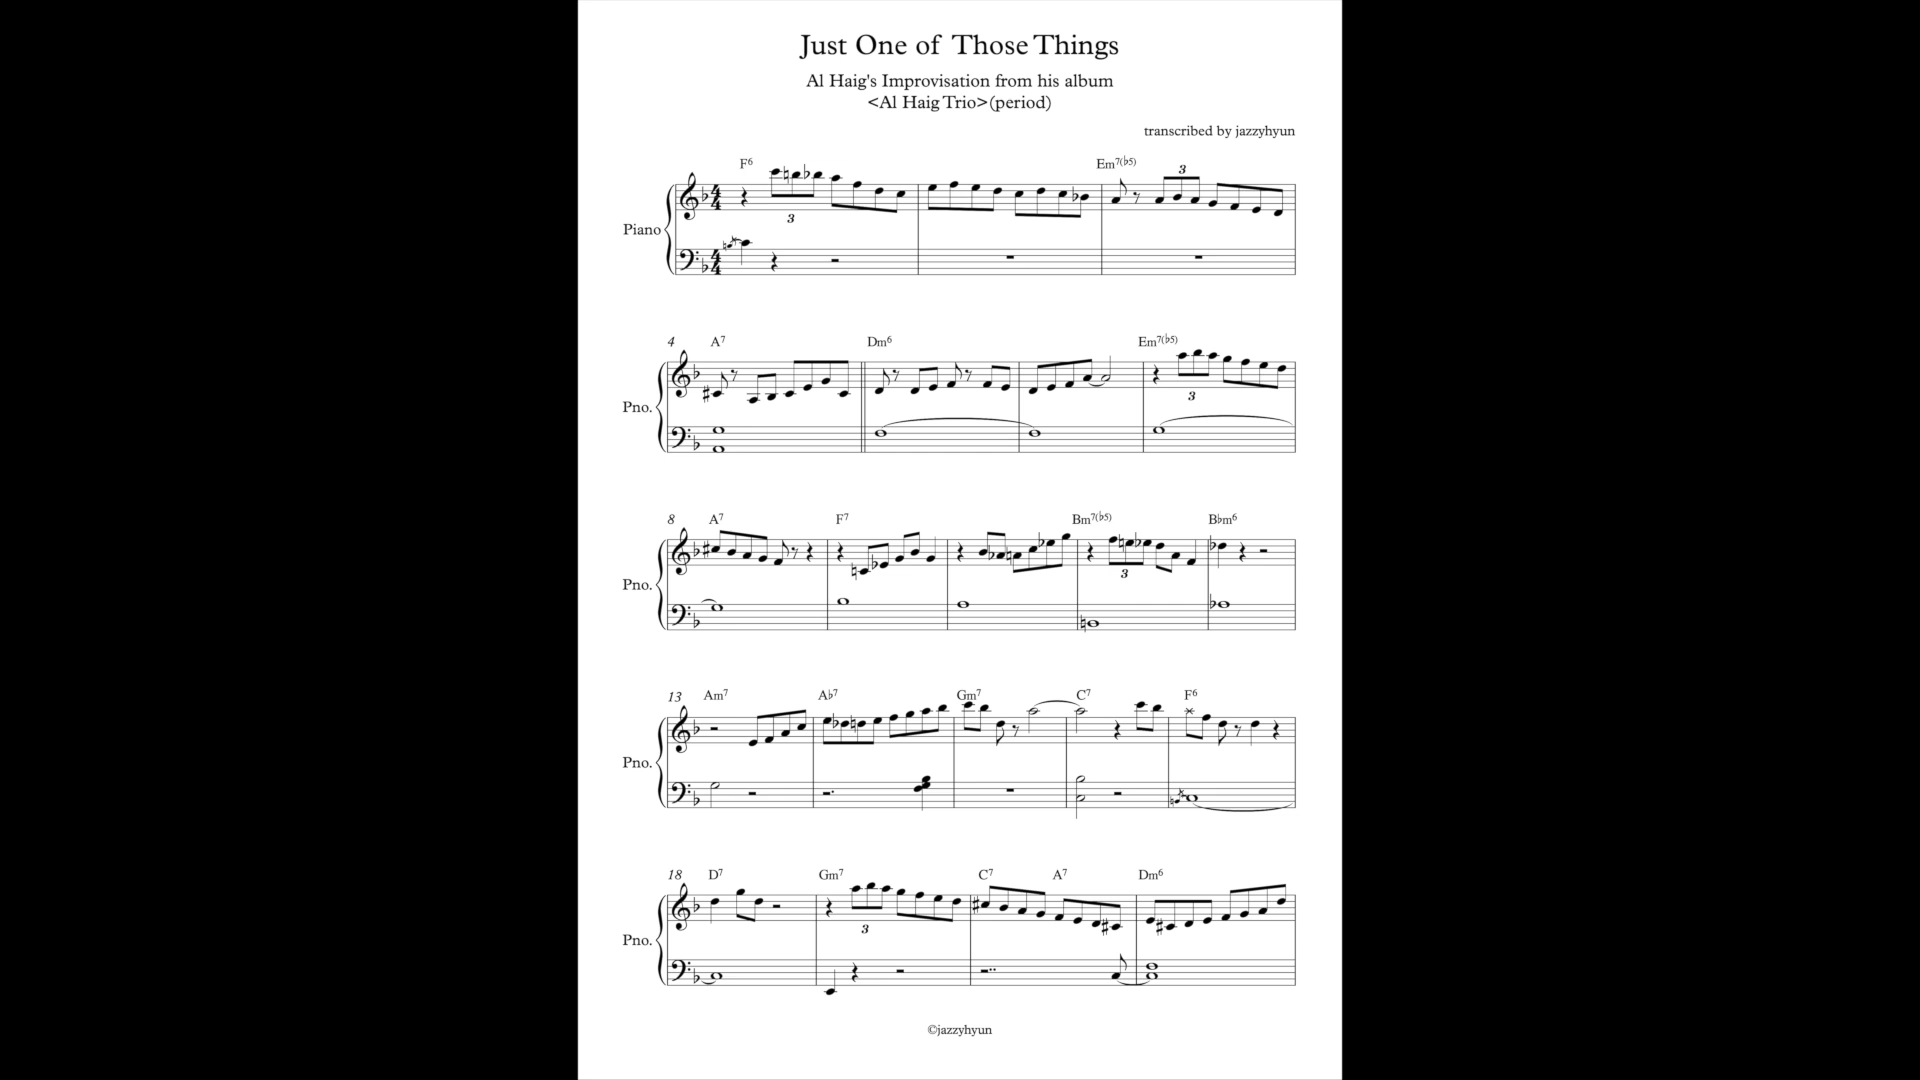 Just One of Those Things
Al Haig's Improvisation from his album
<Al Haig Trio>(period)
transcribed by jazzyhyun
F6 Em7(♭5)
3 3
Piano
4 A7 Dm6 Em7(♭5)
3
Pno.
8 A7 F7 Bm7(♭5) B♭m6
3
Pno.
13 Am7 A♭7 Gm7 C7 F6
Pno.
18 D7 Gm7 C7 A7 Dm6
3
Pno.
©jazzyhyun